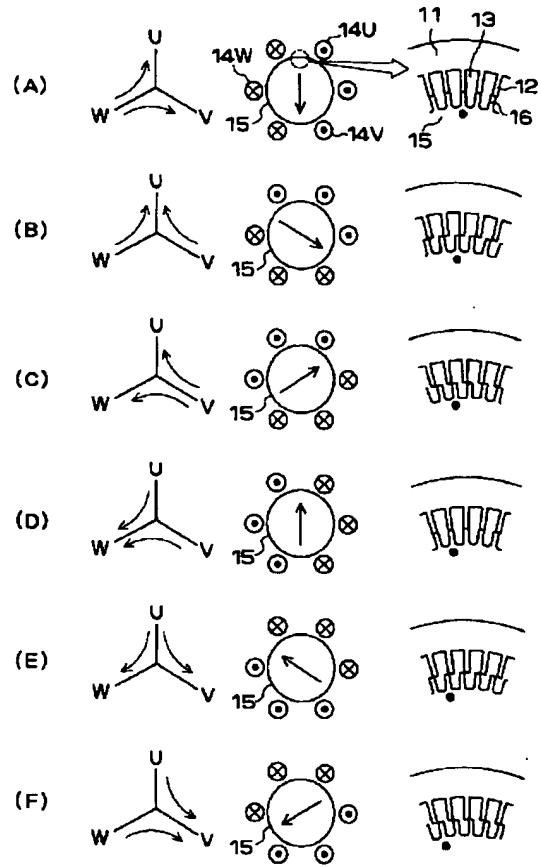 (A) U W V 14W 14U 14V 15 11 13 12 16 15
(B) U W V 15
(C) U W V 15
(D) U W V 15
(E) U W V 15
(F) U W V 15